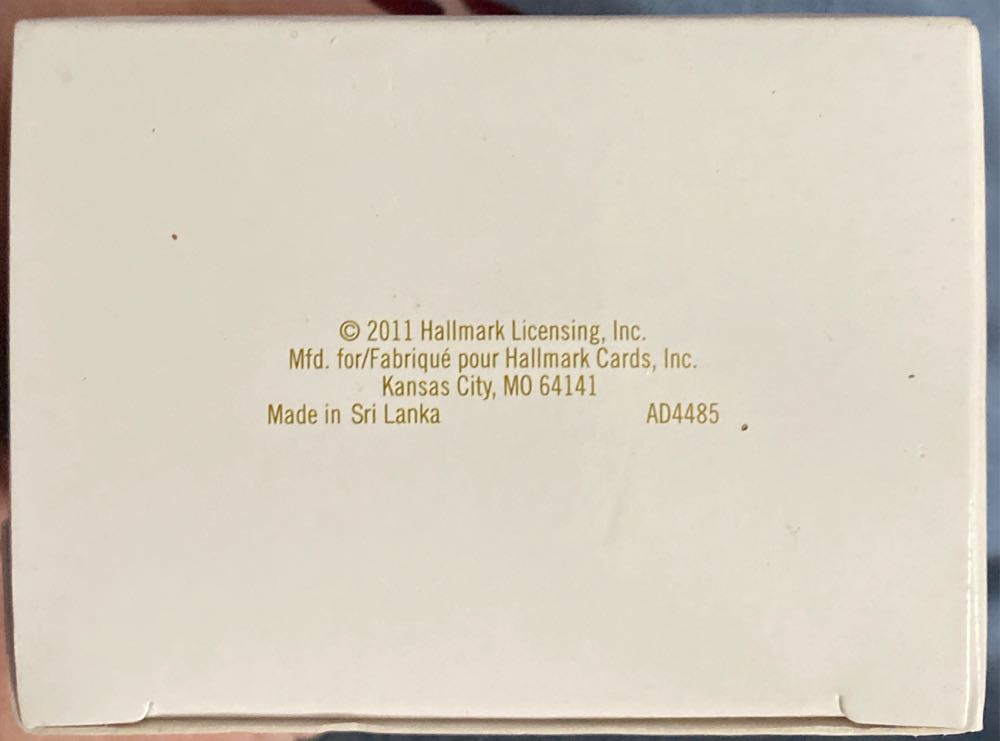 © 2011 Hallmark Licensing, Inc.
Mfd. for/Fabriqué pour Hallmark Cards, Inc.
Kansas City, MO 64141
Made in Sri Lanka AD4485